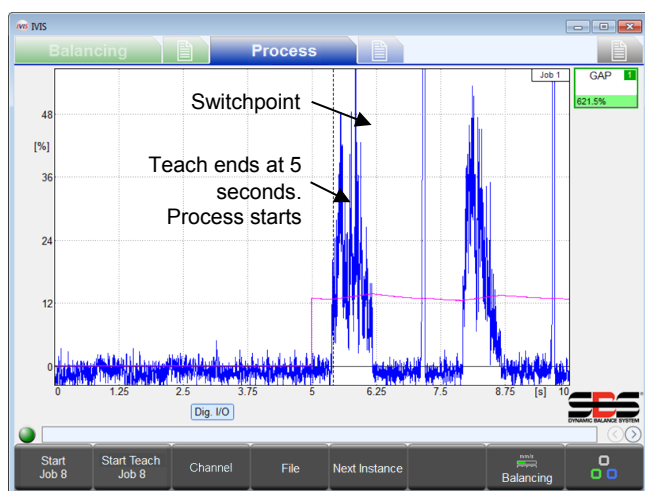 IVIS IVIS
Balancing Process
Job 1
GAP 1
621.5%
Switchpoint
Teach ends at 5
seconds.
Process starts
[%]
48
36
24
12
0
0 1.25 2.5 3.75 5 6.25 7.5 8.75 [s] 10
Dig. I/O
SBS
DYNAMIC BALANCE SYSTEM
Start
Job 8
Start Teach
Job 8
Channel
File
Next Instance
Balancing